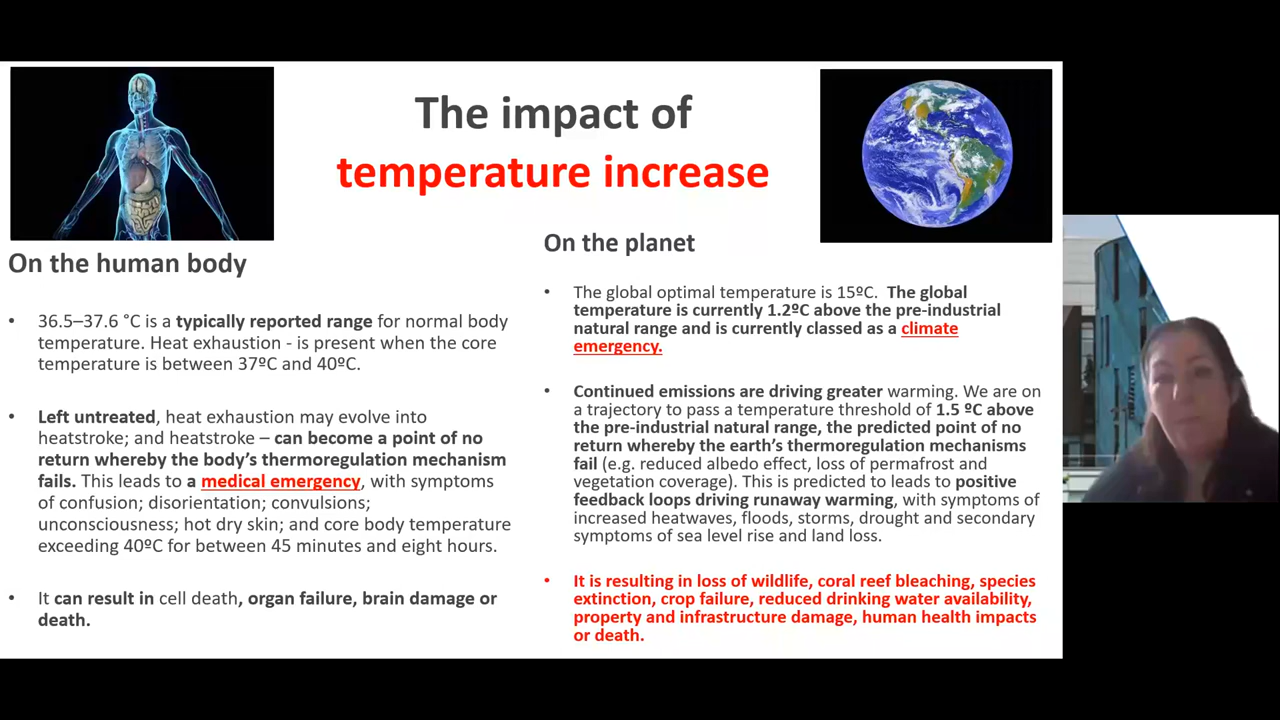 The impact of
temperature increase
On the human body
• 36.5–37.6 °C is a typically reported range for normal body
temperature. Heat exhaustion - is present when the core
temperature is between 37ºC and 40ºC.
• Left untreated, heat exhaustion may evolve into
heatstroke; and heatstroke – can become a point of no
return whereby the body’s thermoregulation mechanism
fails. This leads to a medical emergency, with symptoms
of confusion; disorientation; convulsions;
unconsciousness; hot dry skin; and core body temperature
exceeding 40ºC for between 45 minutes and eight hours.
• It can result in cell death, organ failure, brain damage or
death.
On the planet
• The global optimal temperature is 15ºC. The global
temperature is currently 1.2ºC above the pre-industrial
natural range and is currently classed as a climate
emergency.
• Continued emissions are driving greater warming. We are on
a trajectory to pass a temperature threshold of 1.5 ºC above
the pre-industrial natural range, the predicted point of no
return whereby the earth’s thermoregulation mechanisms
fail (e.g. reduced albedo effect, loss of permafrost and
vegetation coverage). This is predicted to leads to positive
feedback loops driving runaway warming, with symptoms of
increased heatwaves, floods, storms, drought and secondary
symptoms of sea level rise and land loss.
• It is resulting in loss of wildlife, coral reef bleaching, species
extinction, crop failure, reduced drinking water availability,
property and infrastructure damage, human health impacts
or death.